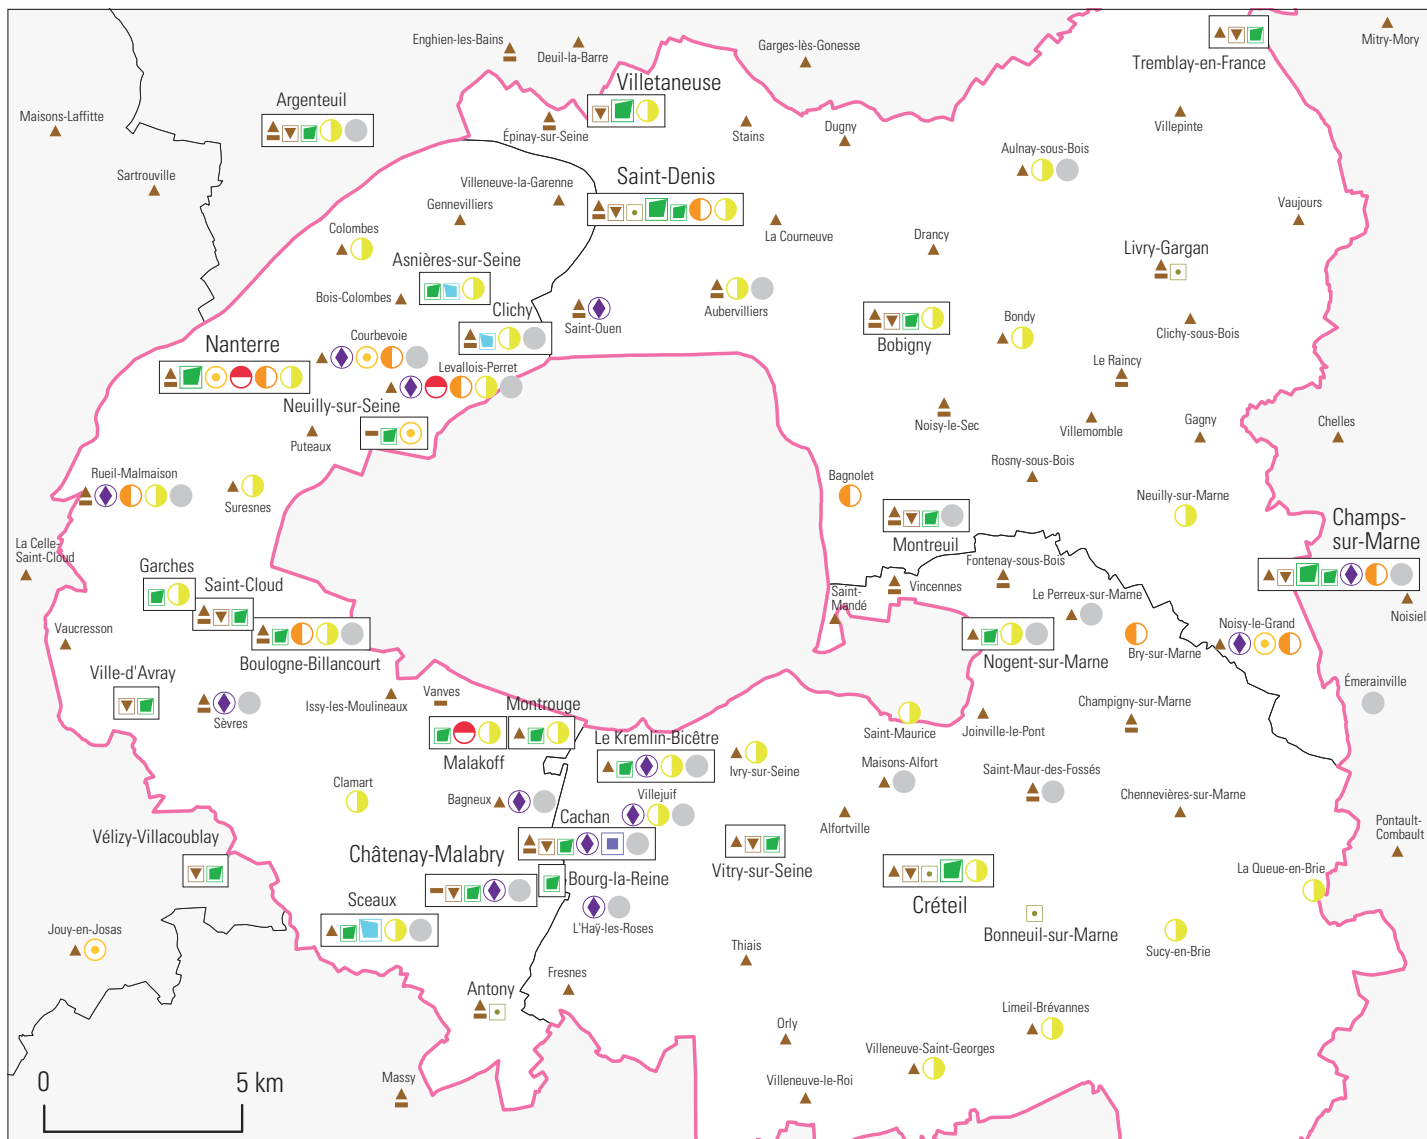 Mitry-Mory
Enghien-les-Bains
Deuil-la-Barre
Garges-lès-Gonesse
Tremblay-en-France
Villetaneuse
Argenteuil
Maisons-Laffitte
Épinay-sur-Seine
Stains
Dugny
Villepinte
Aulnay-sous-Bois
Sartrouville
Villeneuve-la-Garenne
Saint-Denis
Gennevilliers
Vaujours
Colombes
La Courneuve
Drancy
Livry-Gargan
Asnières-sur-Seine
Bois-Colombes
Clichy
Saint-Ouen
Aubervilliers
Bondy
Clichy-sous-Bois
Courbevoie
Nanterre
Bobigny
Le Raincy
Levallois-Perret
Neuilly-sur-Seine
Puteaux
Noisy-le-Sec
Villemomble
Gagny
Chelles
Rueil-Malmaison
Suresnes
Bagnolet
Rosny-sous-Bois
Neuilly-sur-Marne
Champs-
sur-Marne
Montreuil
La Celle-
Saint-Cloud
Garches
Saint-Cloud
Fontenay-sous-Bois
Vincennes
Saint-
Mandé
Le Perreux-sur-Marne
Noisiel
Vaucresson
Noisy-le-Grand
Boulogne-Billancourt
Nogent-sur-Marne
Bry-sur-Marne
Ville-d'Avray
Sèvres
Issy-les-Moulineaux
Vanves
Montrouge
Émerainville
Champigny-sur-Marne
Saint-Maurice
Joinville-le-Pont
Malakoff
Le Kremlin-Bicêtre
Ivry-sur-Seine
Maisons-Alfort
Saint-Maur-des-Fossés
Clamart
Bagneux
Villejuif
Chennevières-sur-Marne
Cachan
Alfortville
Pontault-
Combault
Vélizy-Villacoublay
Châtenay-Malabry
Bourg-la-Reine
Vitry-sur-Seine
La Queue-en-Brie
Sceaux
Créteil
L'Haÿ-les-Roses
Bonneuil-sur-Marne
Jouy-en-Josas
Thiais
Sucy-en-Brie
Antony
Fresnes
Orly
Limeil-Brévannes
Villeneuve-Saint-Georges
Massy
Villeneuve-le-Roi
0
5 km